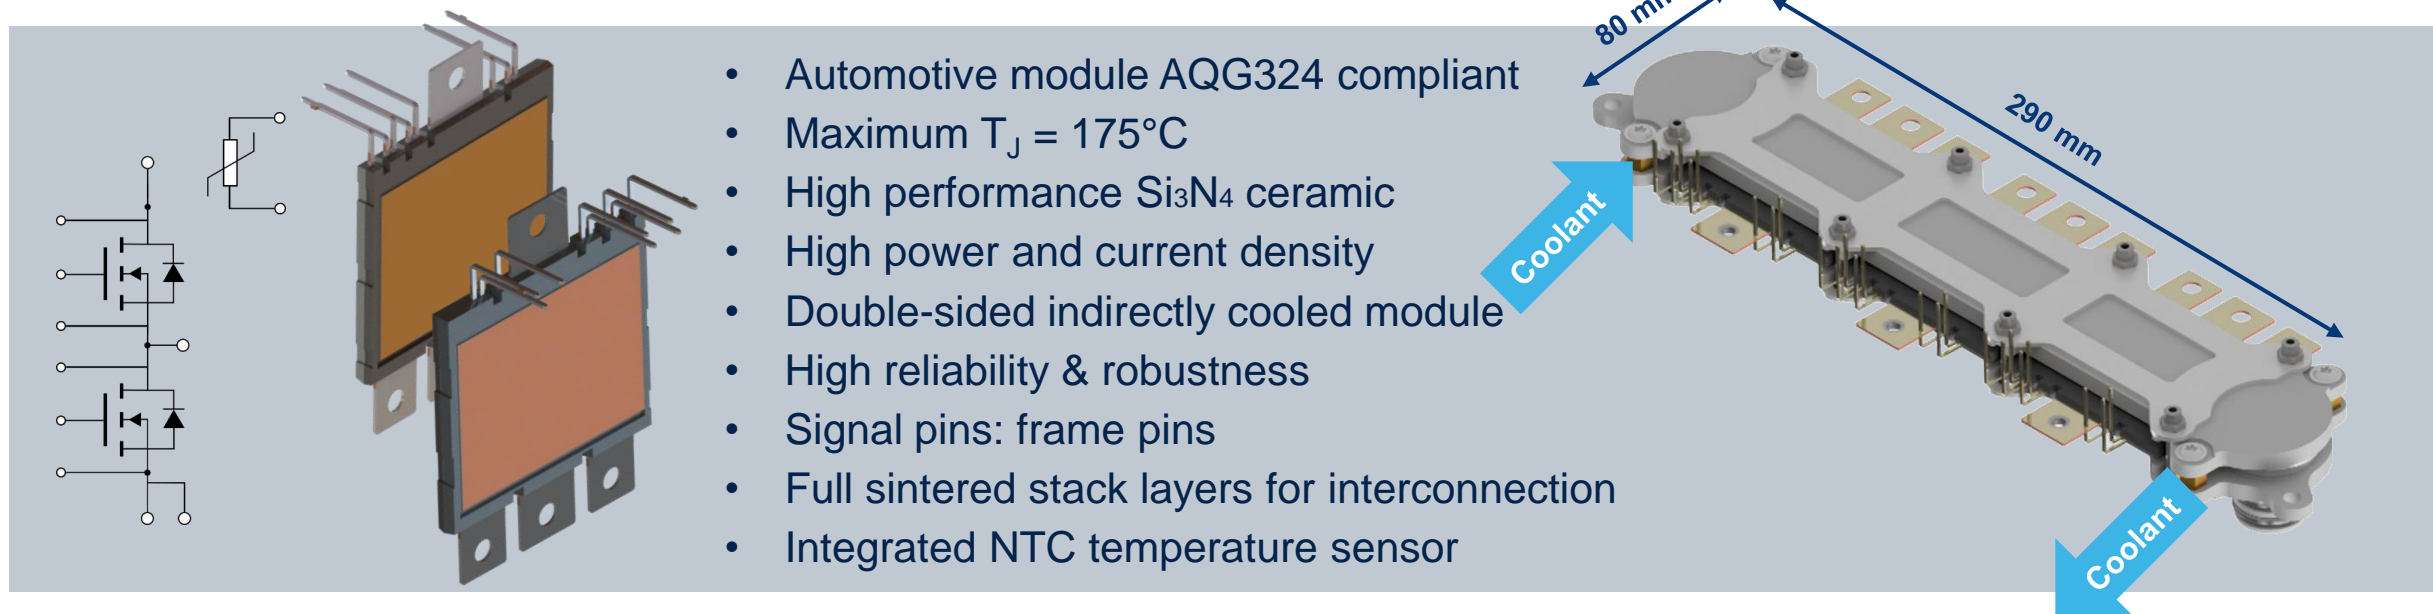 • Automotive module AQG324 compliant
• Maximum TJ = 175°C
• High performance Si3N4 ceramic
• High power and current density
• Double-sided indirectly cooled module
• High reliability & robustness
• Signal pins: frame pins
• Full sintered stack layers for interconnection
• Integrated NTC temperature sensor
80 mm
290 mm
Coolant
Coolant